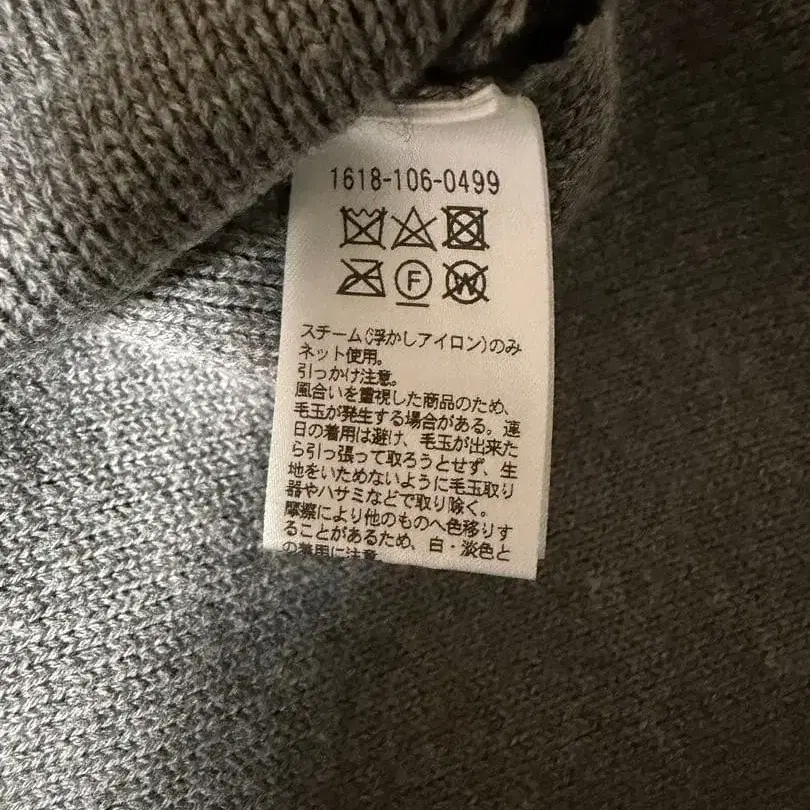 1618-106-0499
F
W
スチーム(浮かしアイロン)のみ
ネット使用。
引っかけ注意。
風合いを重視した商品のため、
毛玉が発生する場合がある。連
日の着用は避け、毛玉が出来た
ら引っ張って取ろうとせず、生
地をいためないように毛玉取り
器やハサミなどで取り除く。
摩擦により他のものへ色移りす
ることがあるため、白・淡色と
の着用に注意